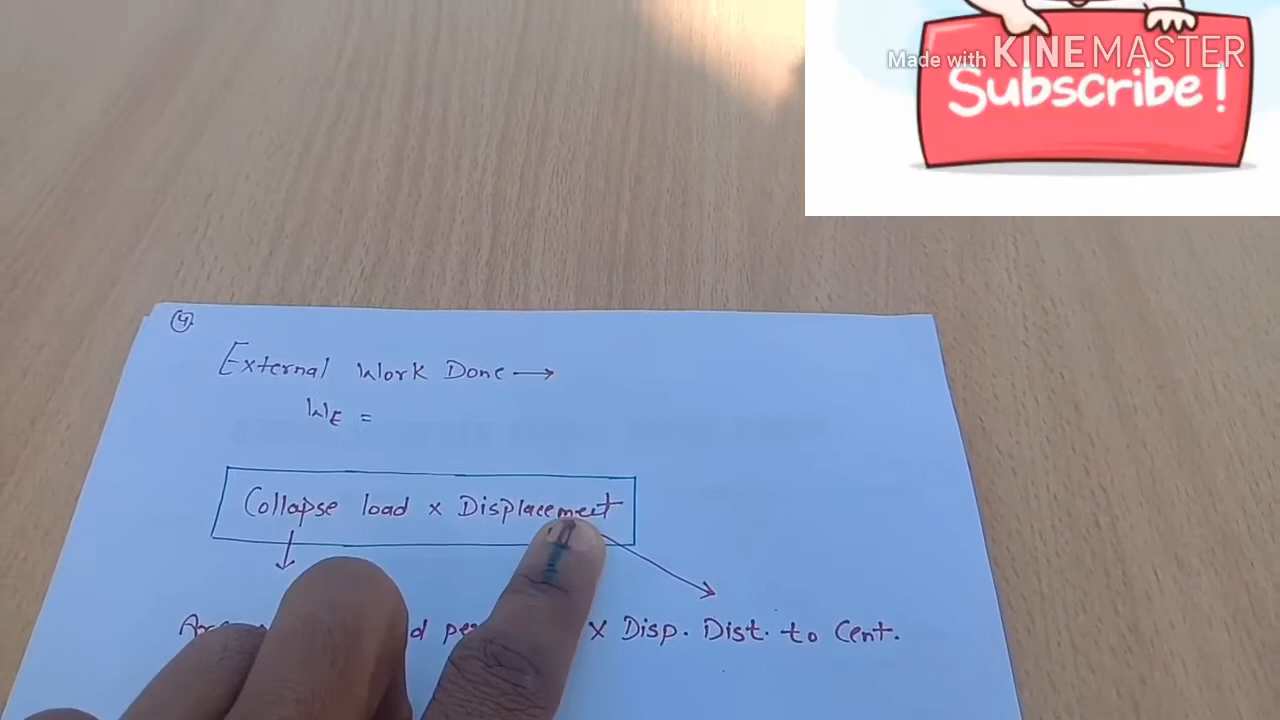 Made with KINEMASTER
Subscribe!
4
External Work Done →
WE =
Collapse load × Displacement
× Disp. Dist. to Cent.